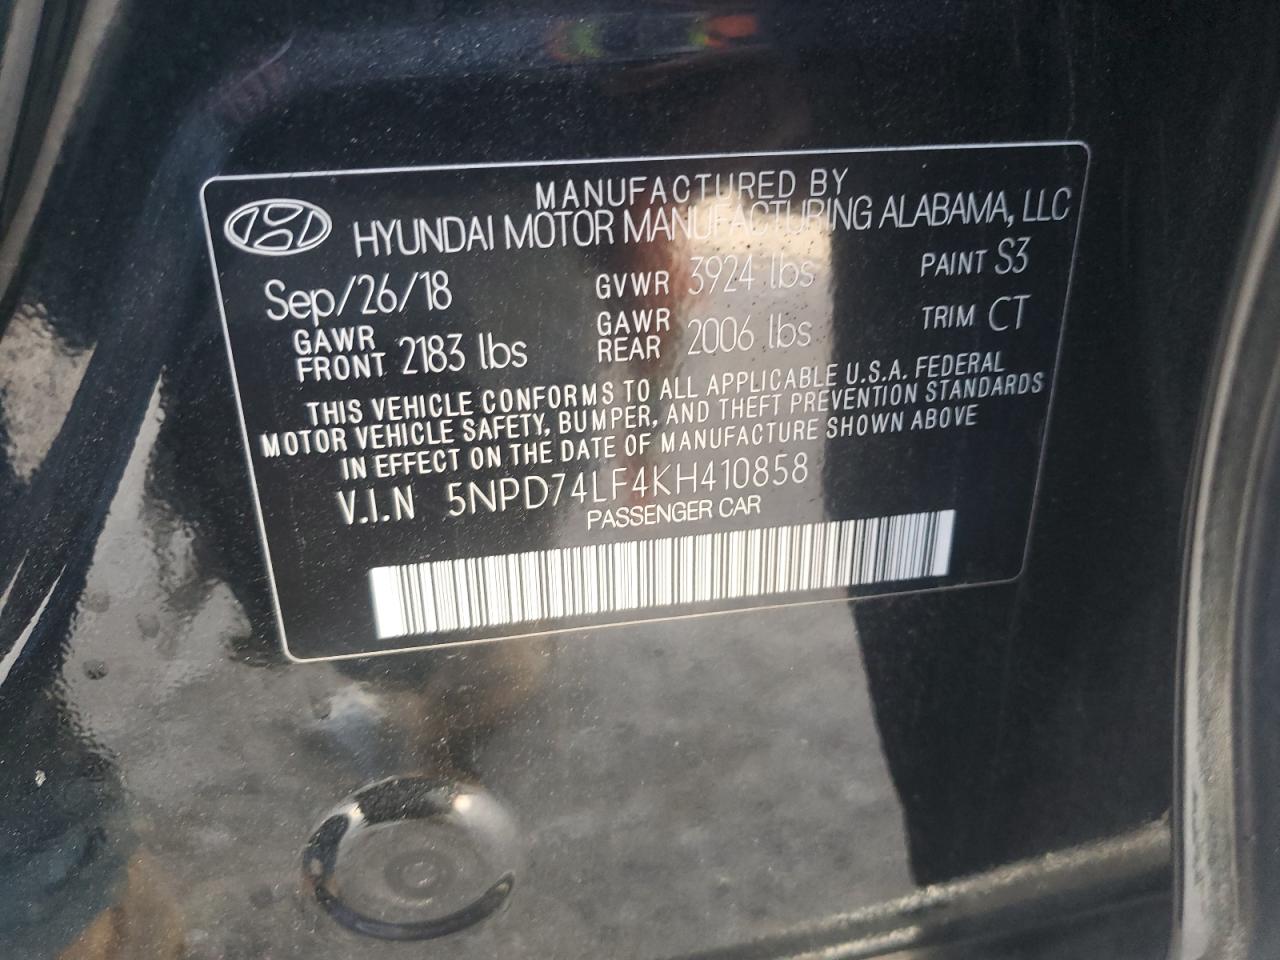 MANUFACTURED BY
HYUNDAI MOTOR MANUFACTURING ALABAMA, LLC
Sep/26/18 GVWR 3924 lbs PAINT S3
GAWR FRONT 2183 lbs GAWR REAR 2006 lbs TRIM CT
THIS VEHICLE CONFORMS TO ALL APPLICABLE U.S.A. FEDERAL
MOTOR VEHICLE SAFETY, BUMPER, AND THEFT PREVENTION STANDARDS
IN EFFECT ON THE DATE OF MANUFACTURE SHOWN ABOVE
V.I.N 5NPD74LF4KH410858
PASSENGER CAR